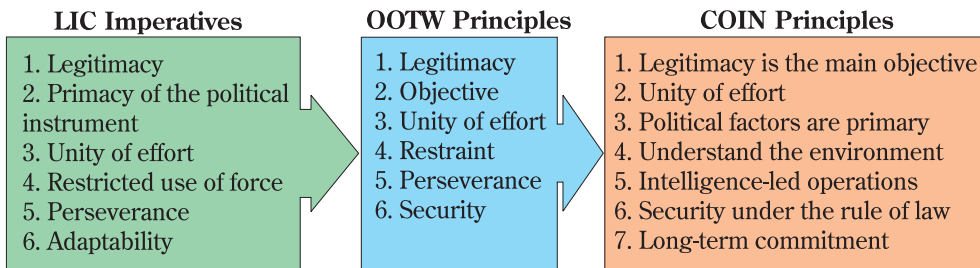 LIC Imperatives
1. Legitimacy
2. Primacy of the political
instrument
3. Unity of effort
4. Restricted use of force
5. Perseverance
6. Adaptability
OOTW Principles
1. Legitimacy
2. Objective
3. Unity of effort
4. Restraint
5. Perseverance
6. Security
COIN Principles
1. Legitimacy is the main objective
2. Unity of effort
3. Political factors are primary
4. Understand the environment
5. Intelligence-led operations
6. Security under the rule of law
7. Long-term commitment